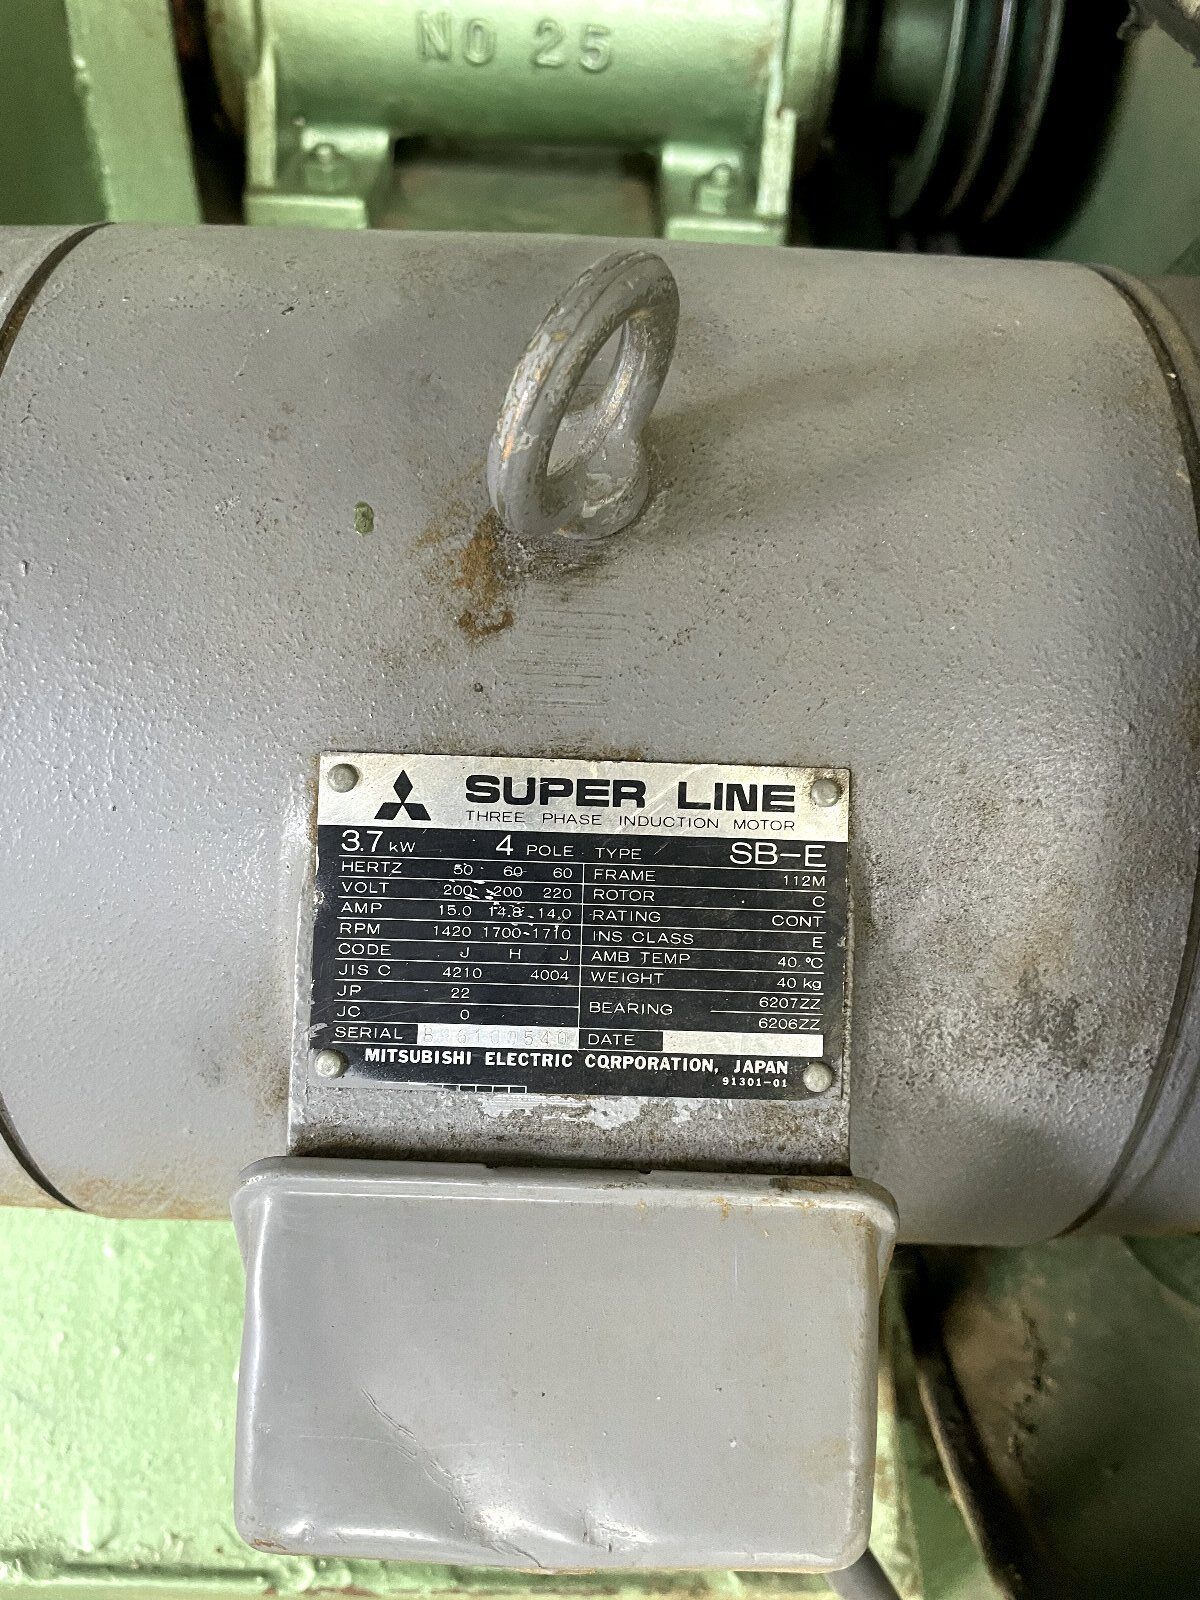 NO 25
SUPER LINE
THREE PHASE INDUCTION MOTOR
3.7 kW 4 POLE TYPE SB-E
HERTZ 50 60 60 FRAME 112M
VOLT 200 200 220 ROTOR C
AMP 15.0 14.8 14.0 RATING CONT
RPM 1420 1700 1710 INS CLASS E
CODE J H J AMB TEMP 40 °C
JIS C 4210 4004 WEIGHT 40 kg
JP 22 BEARING 6207ZZ
JC 0 6206ZZ
SERIAL DATE
MITSUBISHI ELECTRIC CORPORATION, JAPAN
91301-01